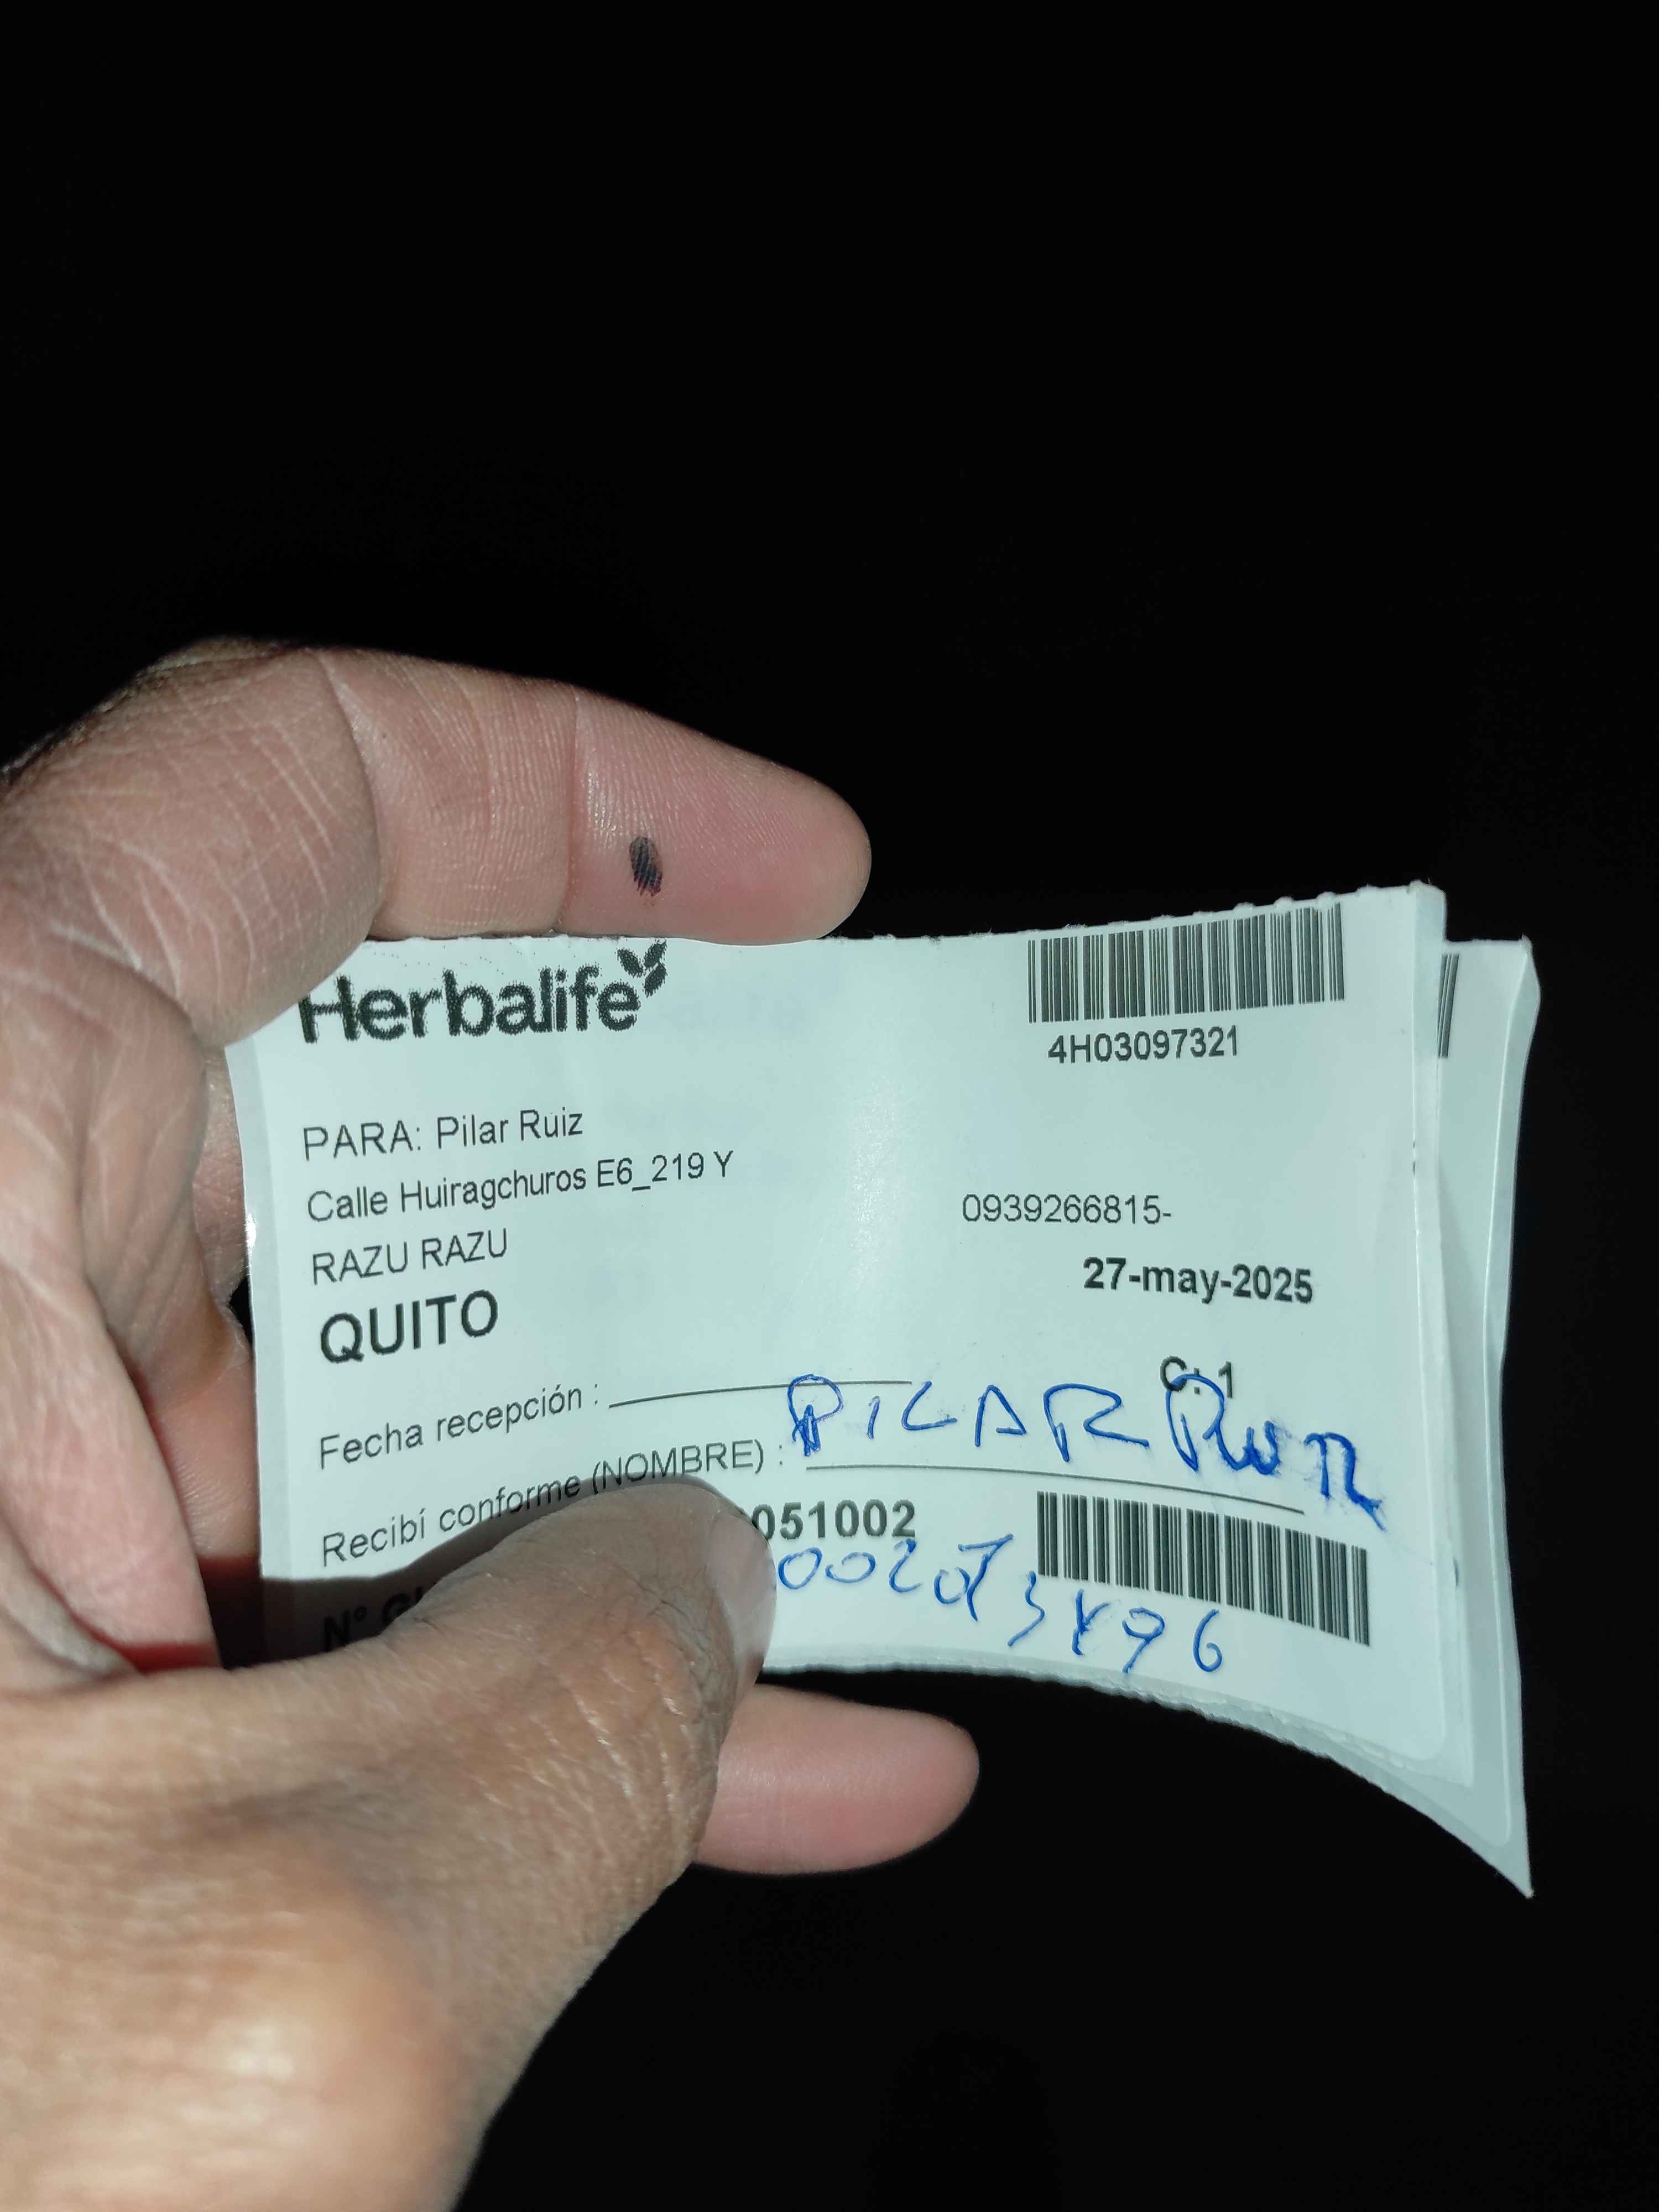 Herbalife
4H03097321
PARA: Pilar Ruiz
Calle Huiragchuros E6_219 Y
0939266815-
RAZU RAZU
27-may-2025
QUITO
C: 1
Fecha recepción :
Recibí conforme (NOMBRE) : PILAR RUIZ
Nº
051002